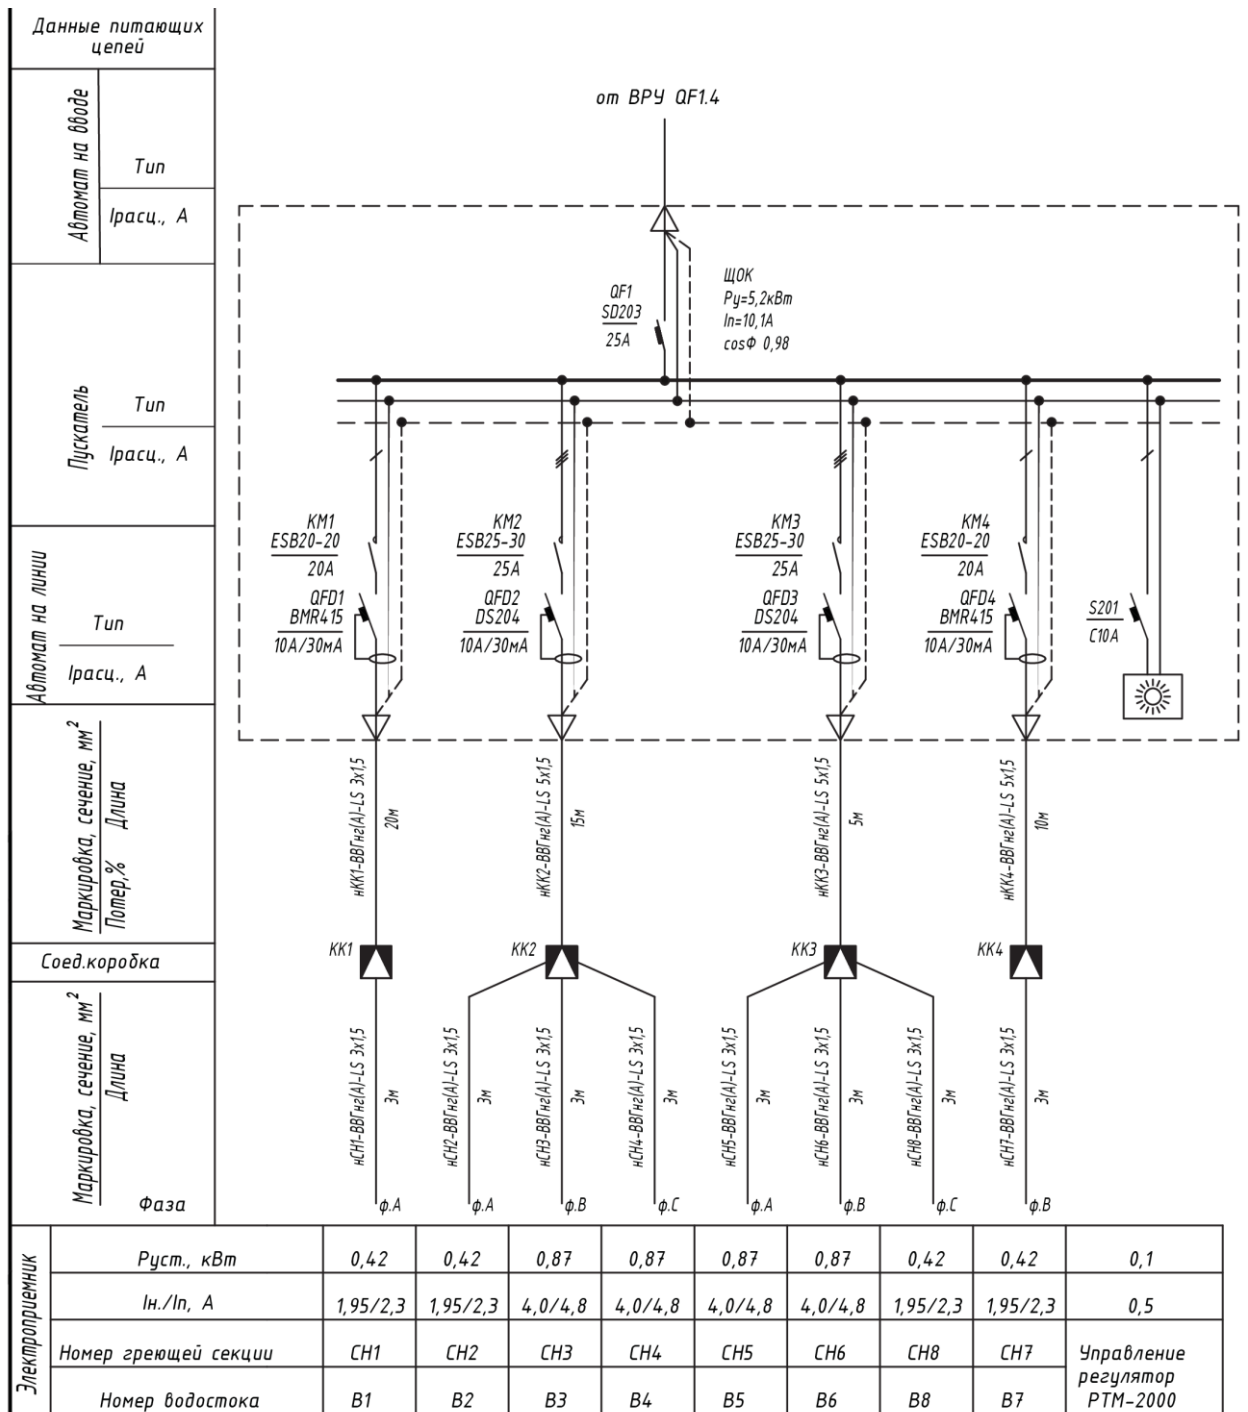 Данные питающих
цепей
Автомат на вводе
Тип
Iрасц., А
Пускатель
Тип
Iрасц., А
Автомат на линии
Тип
Iрасц., А
Маркировка, сечение, мм²
Потер,% Длина
Соед.коробка
Маркировка, сечение, мм²
Длина
Фаза
от ВРУ QF1.4
QF1
SD203
25А
ЩОК
Ру=5,2кВт
Iп=10,1А
cosФ 0,98
КМ1
ESB20-20
20А
QFD1
BMR415
10А/30мА
КМ2
ESB25-30
25А
QFD2
DS204
10А/30мА
КМ3
ESB25-30
25А
QFD3
DS204
10А/30мА
КМ4
ESB20-20
20А
QFD4
BMR415
10А/30мА
S201
C10А
нКК1-ВВГнг(А)-LS 3х1,5
20м
нКК2-ВВГнг(А)-LS 5х1,5
15м
нКК3-ВВГнг(А)-LS 5х1,5
5м
нКК4-ВВГнг(А)-LS 5х1,5
10м
КК1
КК2
КК3
КК4
нСН1-ВВГнг(А)-LS 3х1,5
3м
нСН2-ВВГнг(А)-LS 3х1,5
3м
нСН3-ВВГнг(А)-LS 3х1,5
3м
нСН4-ВВГнг(А)-LS 3х1,5
3м
нСН5-ВВГнг(А)-LS 3х1,5
3м
нСН6-ВВГнг(А)-LS 3х1,5
3м
нСН8-ВВГнг(А)-LS 3х1,5
3м
нСН7-ВВГнг(А)-LS 3х1,5
3м
ф.А ф.А ф.В ф.С ф.А ф.В ф.С ф.В
Электроприемник
Руст., кВт 0,42 0,42 0,87 0,87 0,87 0,87 0,42 0,42 0,1
Iн./Iп, А 1,95/2,3 1,95/2,3 4,0/4,8 4,0/4,8 4,0/4,8 4,0/4,8 1,95/2,3 1,95/2,3 0,5
Номер греющей секции СН1 СН2 СН3 СН4 СН5 СН6 СН8 СН7
Номер водостока В1 В2 В3 В4 В5 В6 В8 В7
Управление
регулятор
РТМ-2000